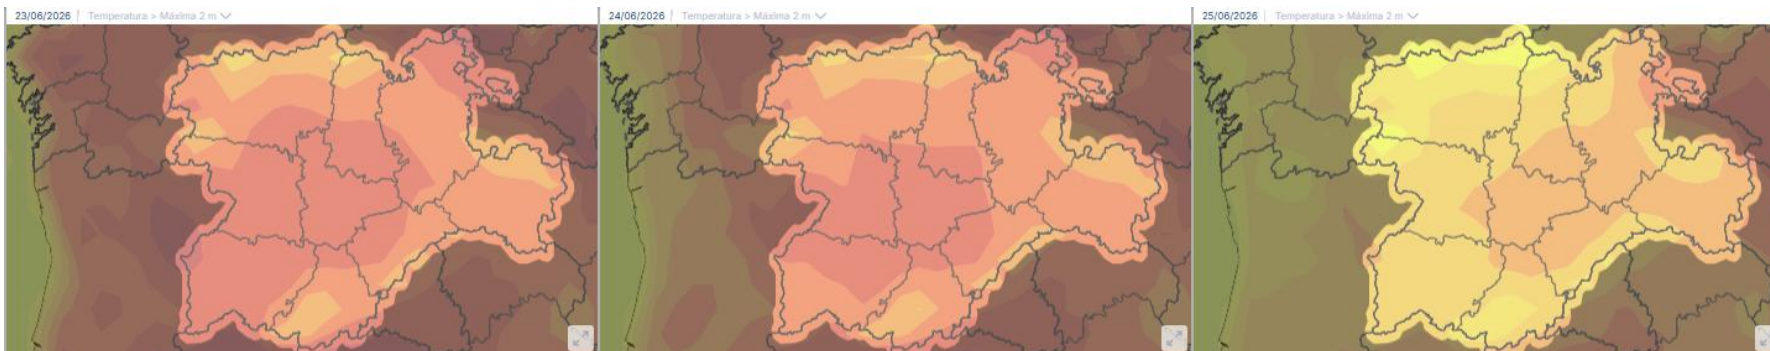 23/06/2026 Temperatura > Máxima 2 m
24/06/2026 Temperatura > Máxima 2 m
25/06/2026 Temperatura > Máxima 2 m